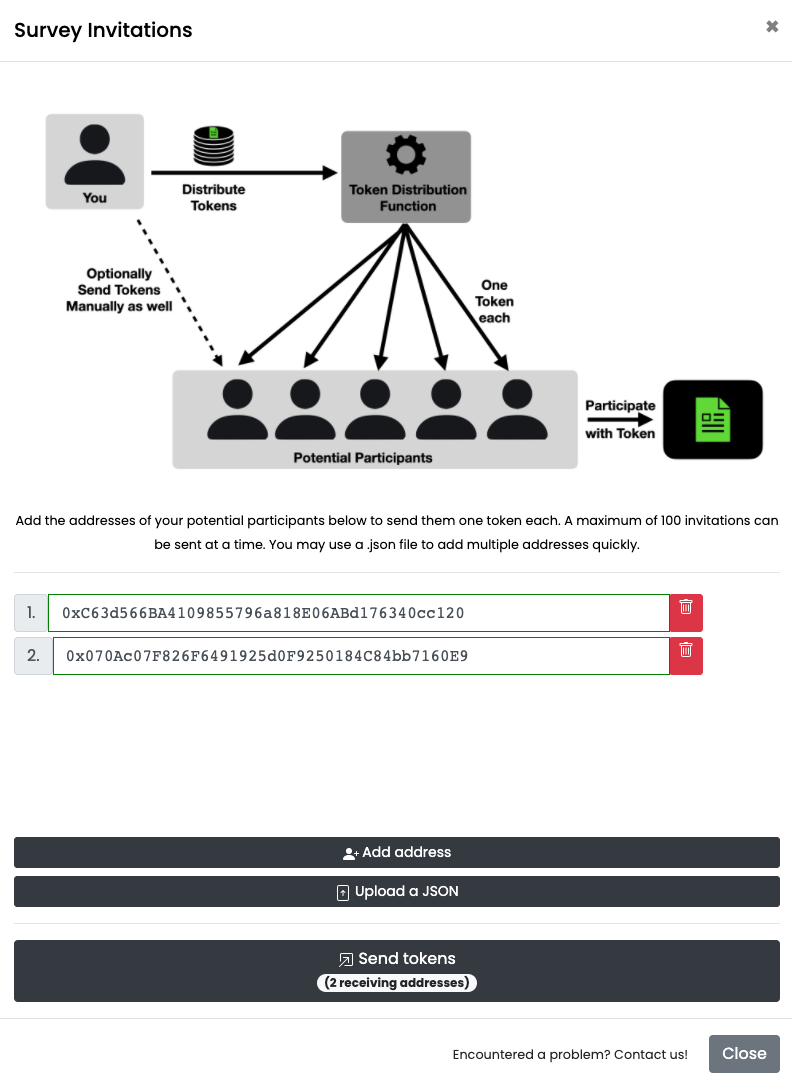 Survey Invitations
✖
You
Distribute
Tokens
Token Distribution
Function
Optionally
Send Tokens
Manually as well
One
Token
each
Potential Participants
Participate
with Token
Add the addresses of your potential participants below to send them one token each. A maximum of 100 invitations can
be sent at a time. You may use a .json file to add multiple addresses quickly.
1. 0xC63d566BA4109855796a818E06ABd176340cc120
2. 0x070Ac07F826F6491925d0F9250184C84bb7160E9
Add address
Upload a JSON
Send tokens
(2 receiving addresses)
Encountered a problem? Contact us!
Close